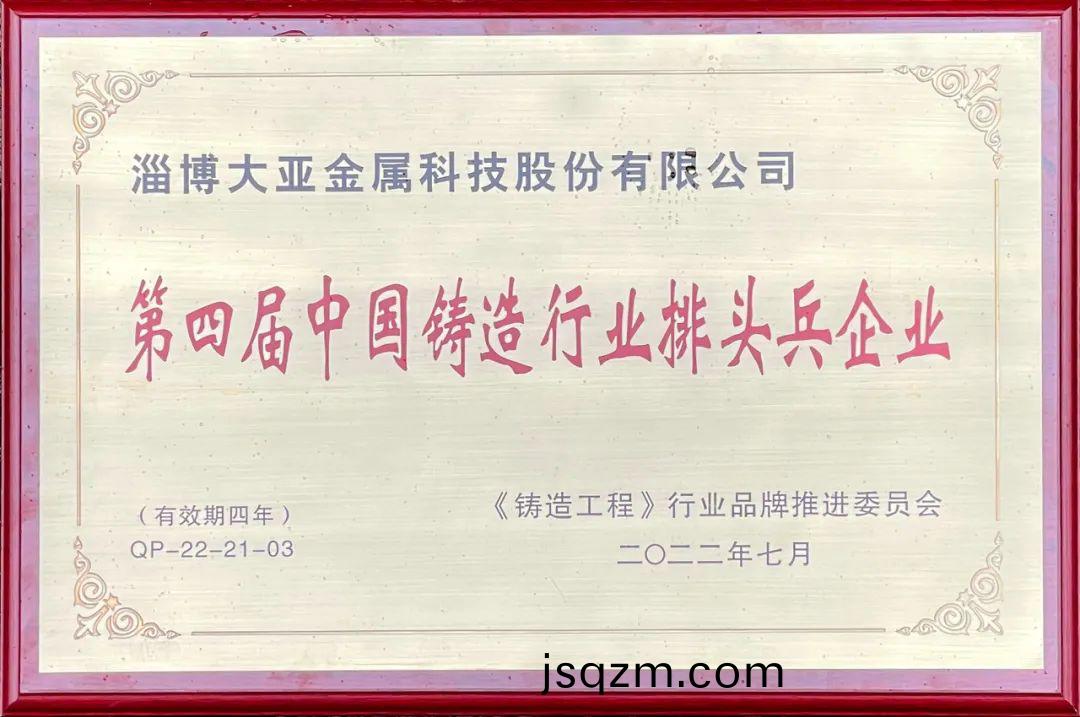 淄博大亚金属科技股份有限公司
第四届中国铸造行业排头兵企业
（有效期四年）
QP-22-21-03
《铸造工程》行业品牌推进委员会
二〇二二年七月
jsqzm.com